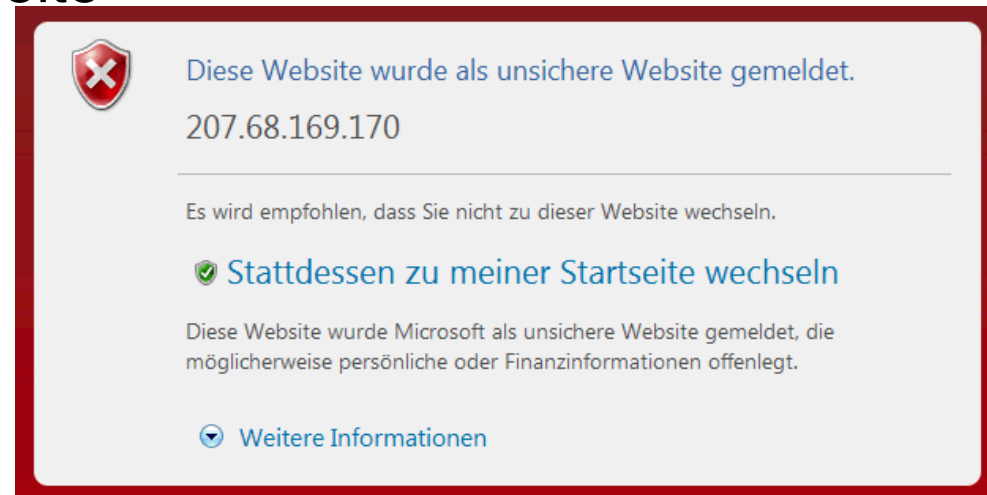 Diese Website wurde als unsichere Website gemeldet.
207.68.169.170
Es wird empfohlen, dass Sie nicht zu dieser Website wechseln.
Stattdessen zu meiner Startseite wechseln
Diese Website wurde Microsoft als unsichere Website gemeldet, die
möglicherweise persönliche oder Finanzinformationen offenlegt.
Weitere Informationen